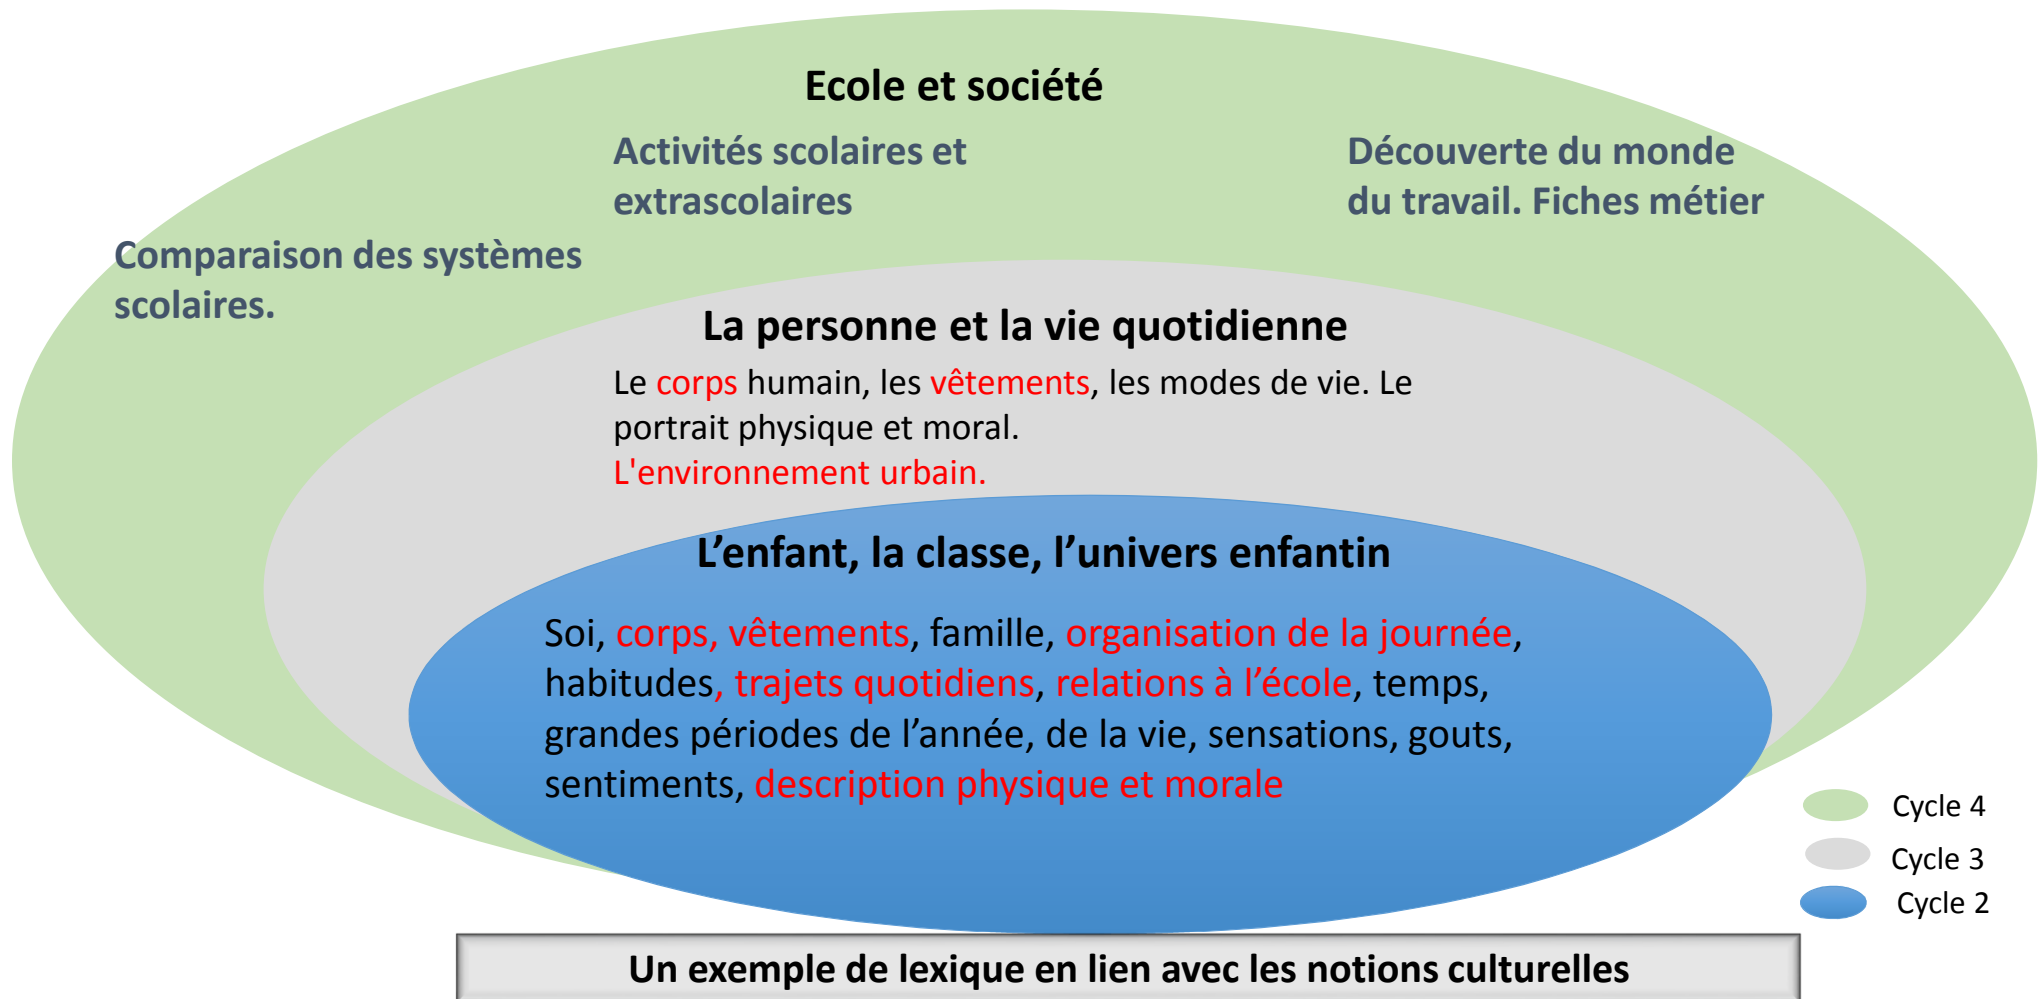 Ecole et société
Activités scolaires et
extrascolaires
Découverte du monde
du travail. Fiches métier
Comparaison des systèmes
scolaires.
La personne et la vie quotidienne
Le corps humain, les vêtements, les modes de vie. Le
portrait physique et moral.
L'environnement urbain.
L’enfant, la classe, l’univers enfantin
Soi, corps, vêtements, famille, organisation de la journée,
habitudes, trajets quotidiens, relations à l’école, temps,
grandes périodes de l’année, de la vie, sensations, gouts,
sentiments, description physique et morale
Cycle 4
Cycle 3
Cycle 2
Un exemple de lexique en lien avec les notions culturelles